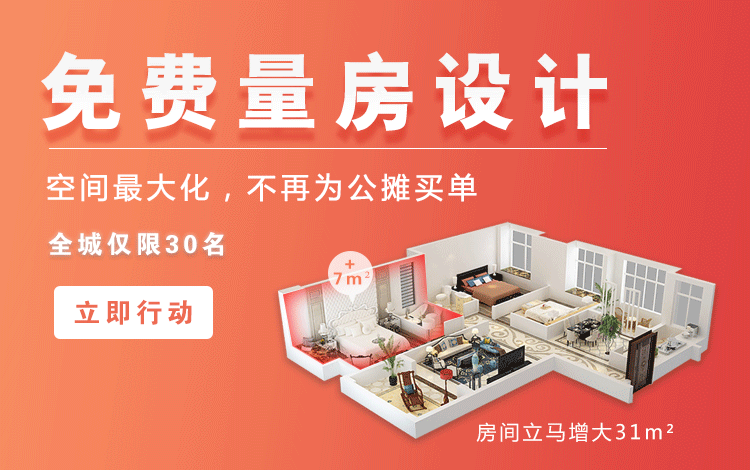 免费量房设计
空间最大化，不再为公摊买单
全城仅限30名
+
7m²
立即行动
房间立马增大31m²